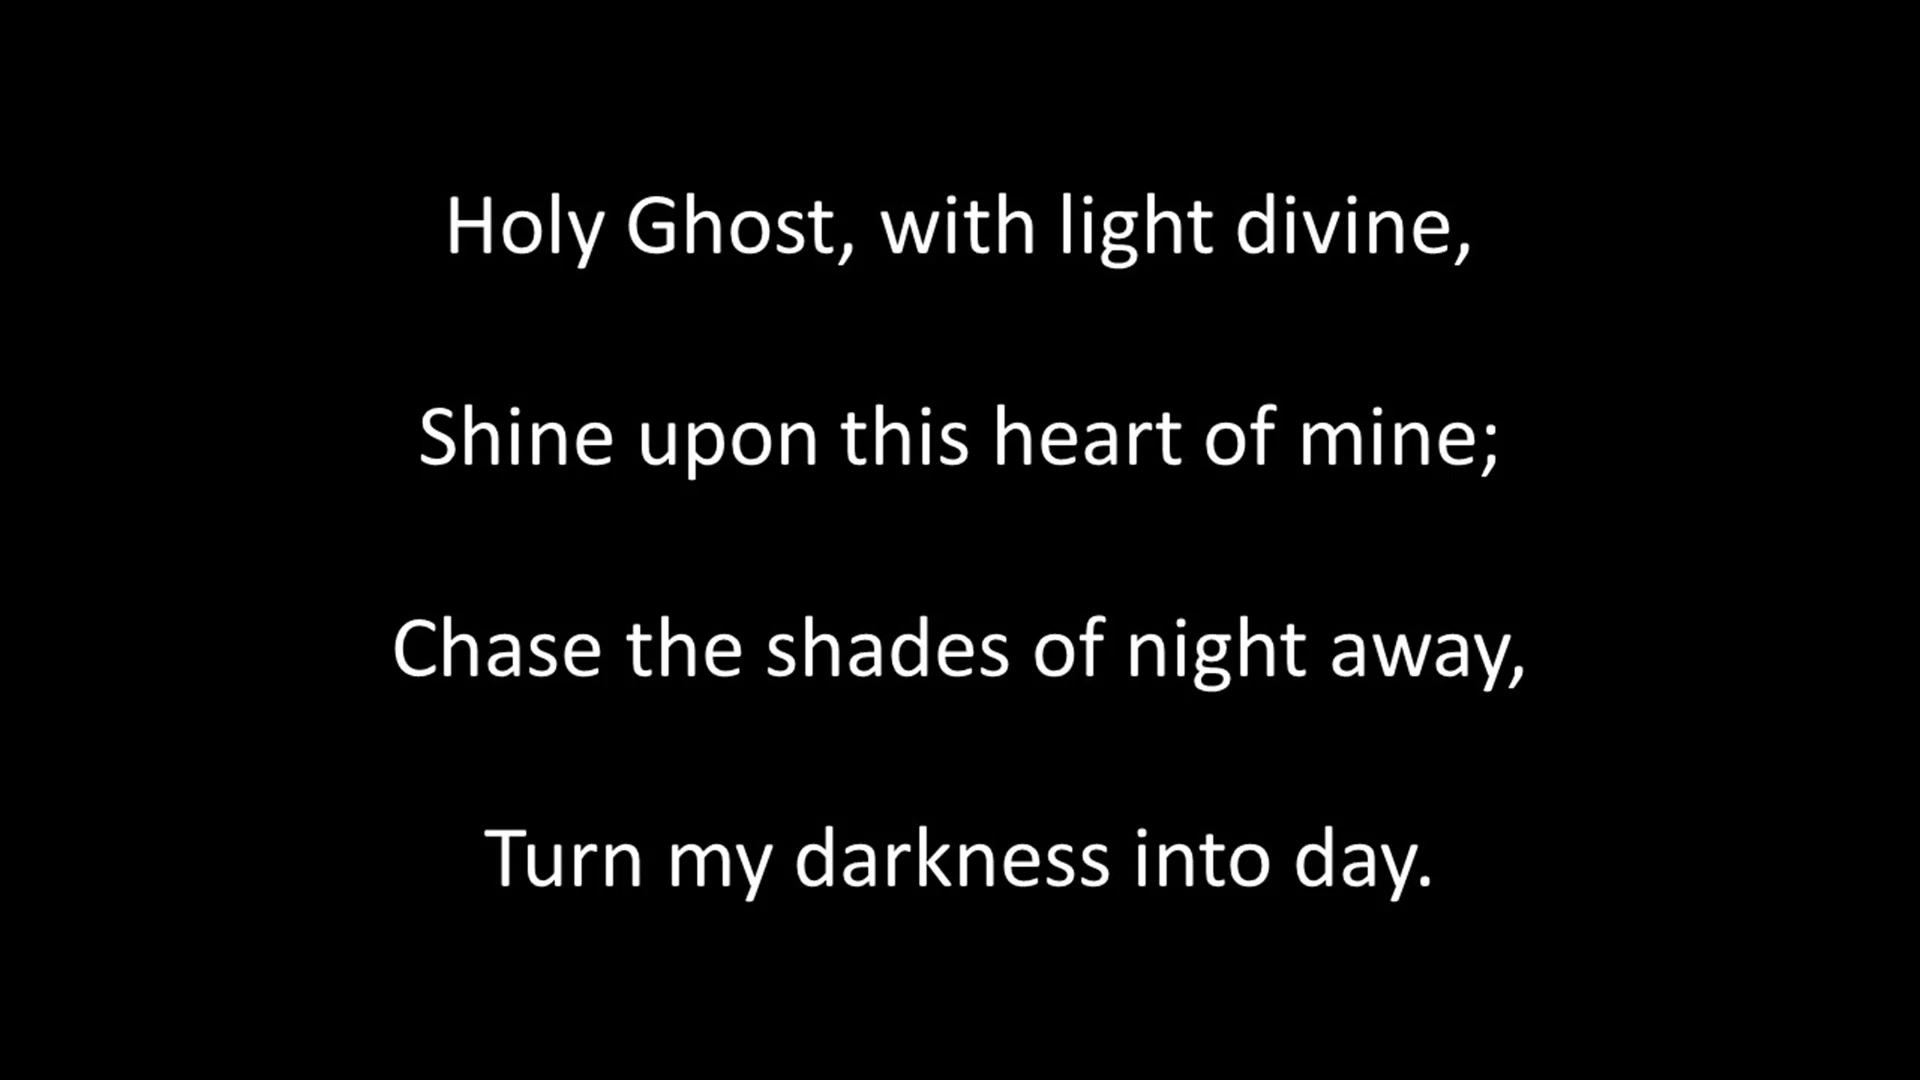 Holy Ghost, with light divine,
Shine upon this heart of mine;
Chase the shades of night away,
Turn my darkness into day.